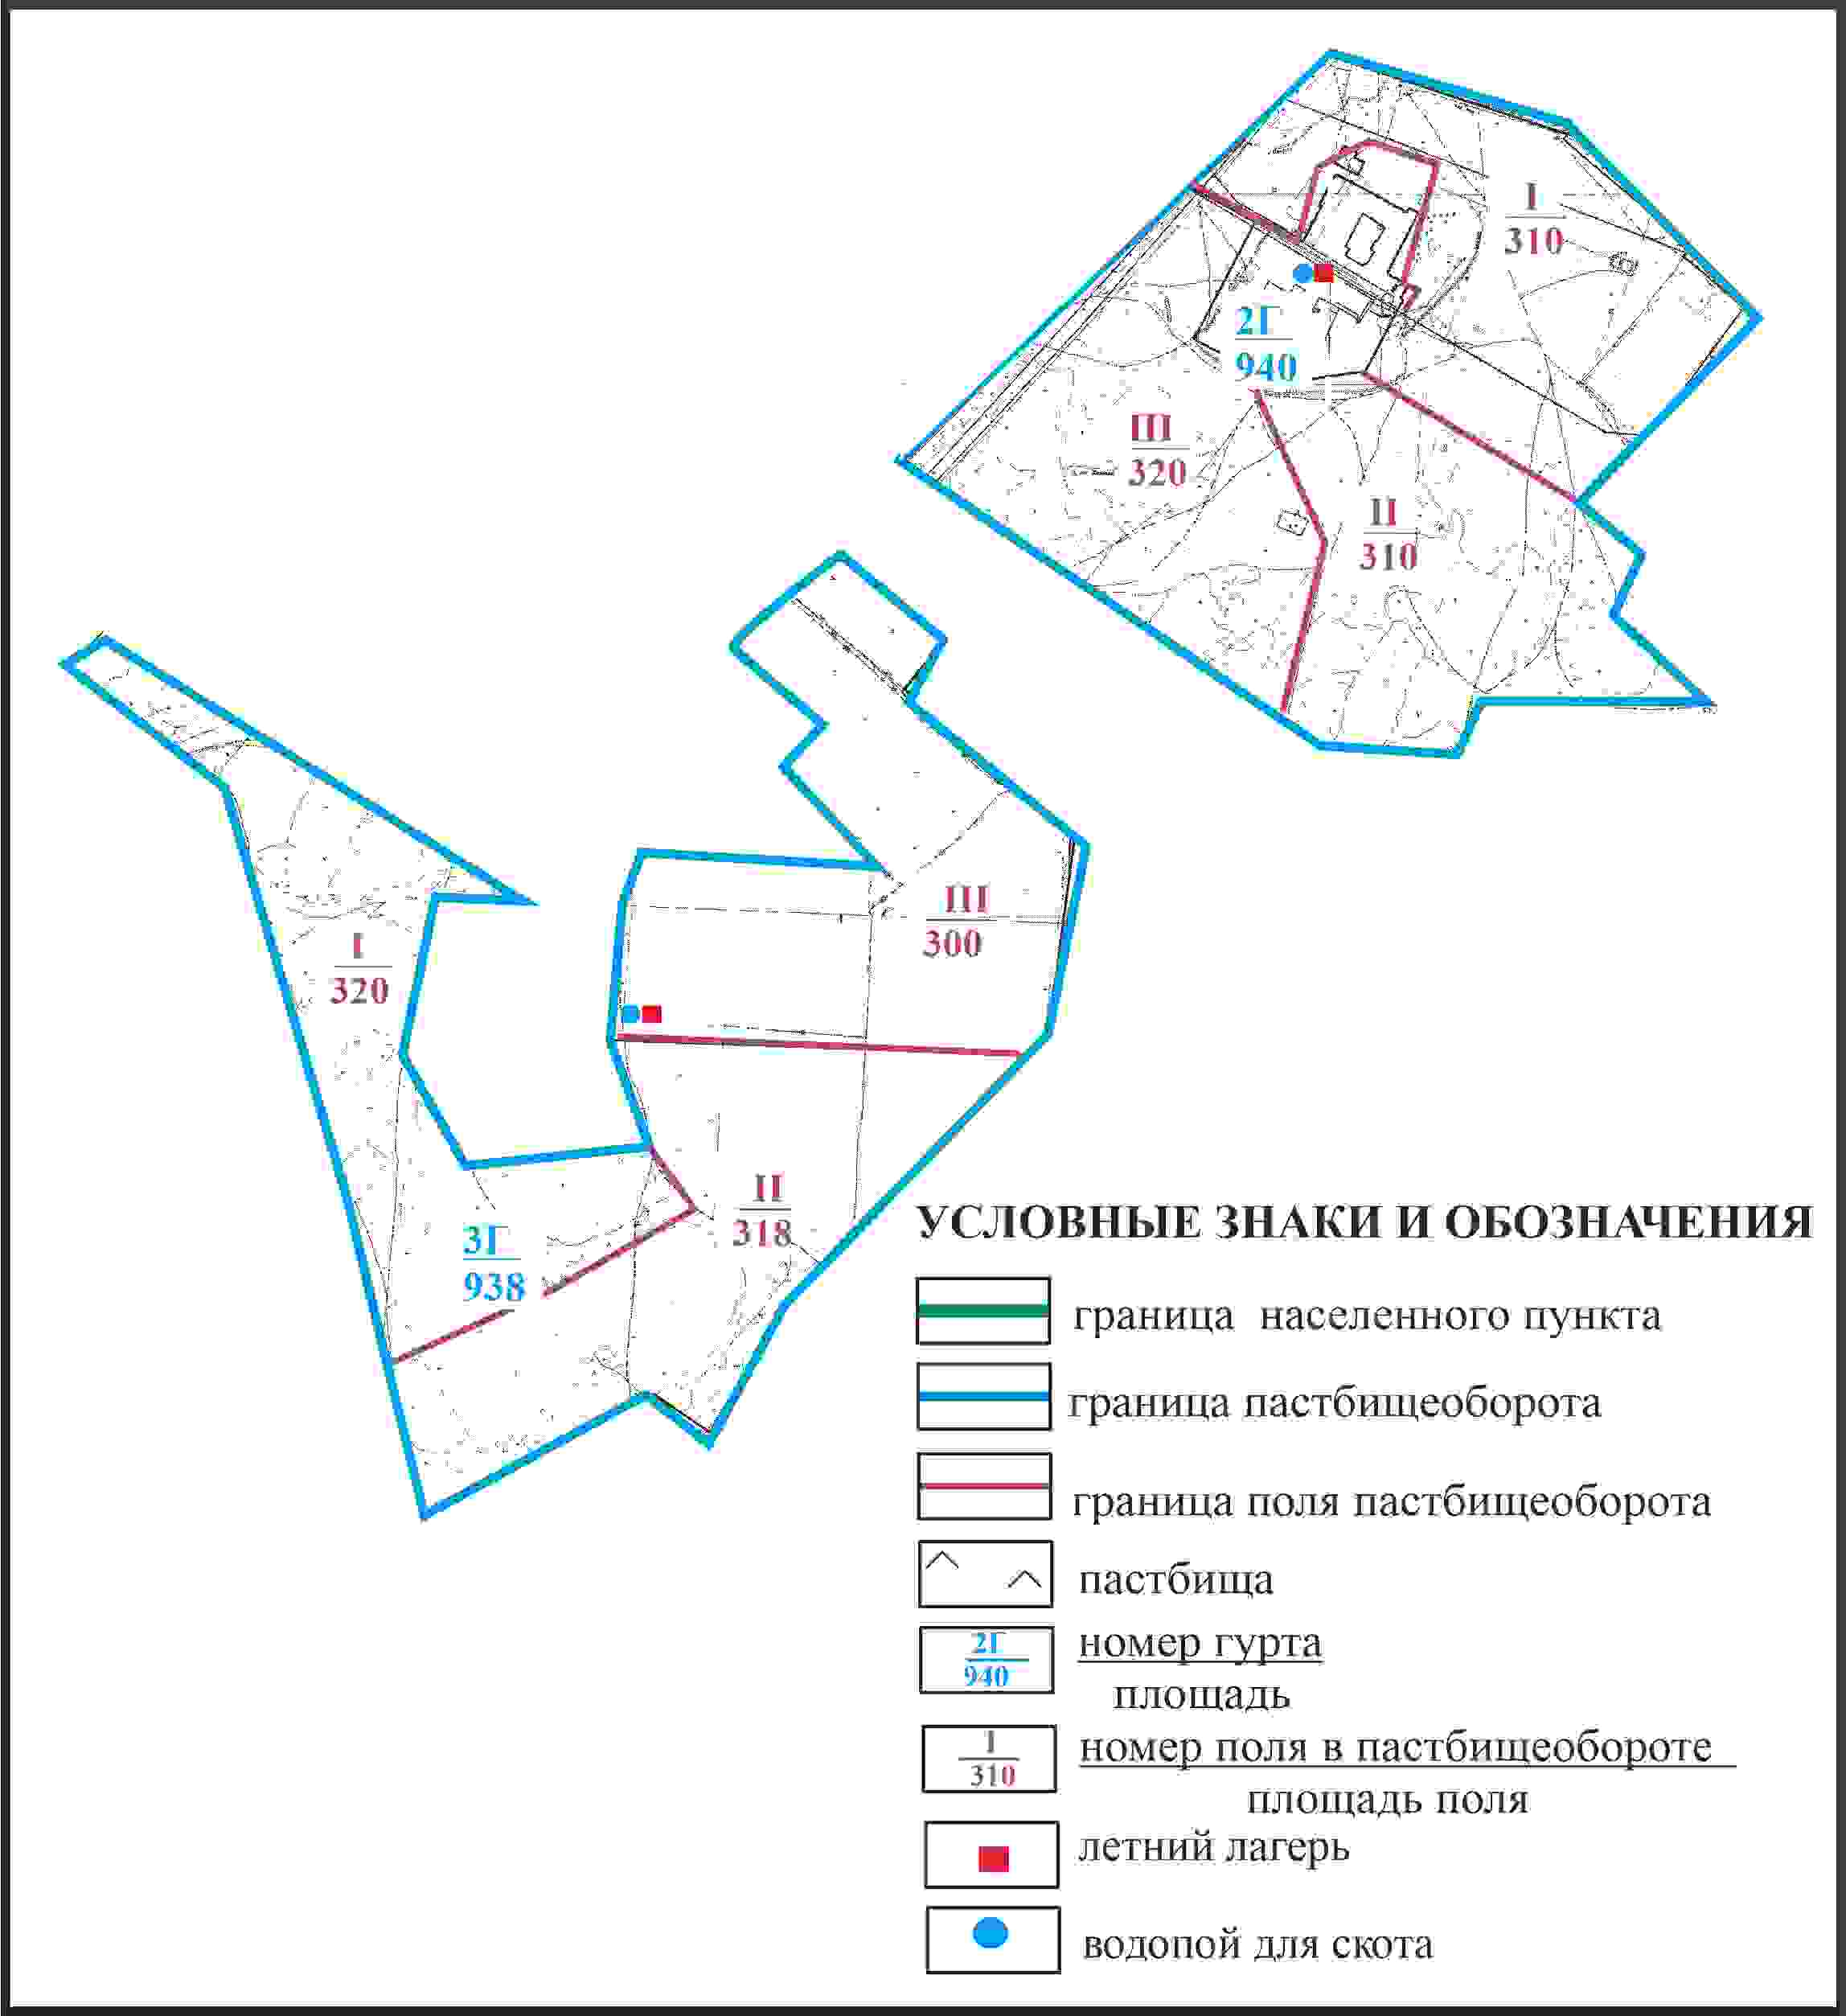 I
310
2Г
940
III
320
II
310
III
300
I
320
II
318
3Г
938
УСЛОВНЫЕ ЗНАКИ И ОБОЗНАЧЕНИЯ
граница населенного пункта
граница пастбищеоборота
граница поля пастбищеоборота
пастбища
2Г
940
номер гурта
площадь
I
310
номер поля в пастбищеобороте
площадь поля
летний лагерь
водопой для скота